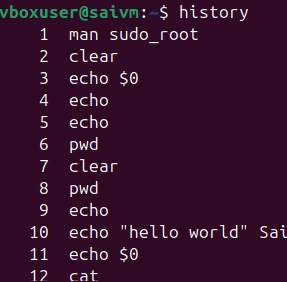 vboxuser@saivm:~$ history
1 man sudo_root
2 clear
3 echo $0
4 echo
5 echo
6 pwd
7 clear
8 pwd
9 echo
10 echo "hello world" Sai
11 echo $0
12 cat